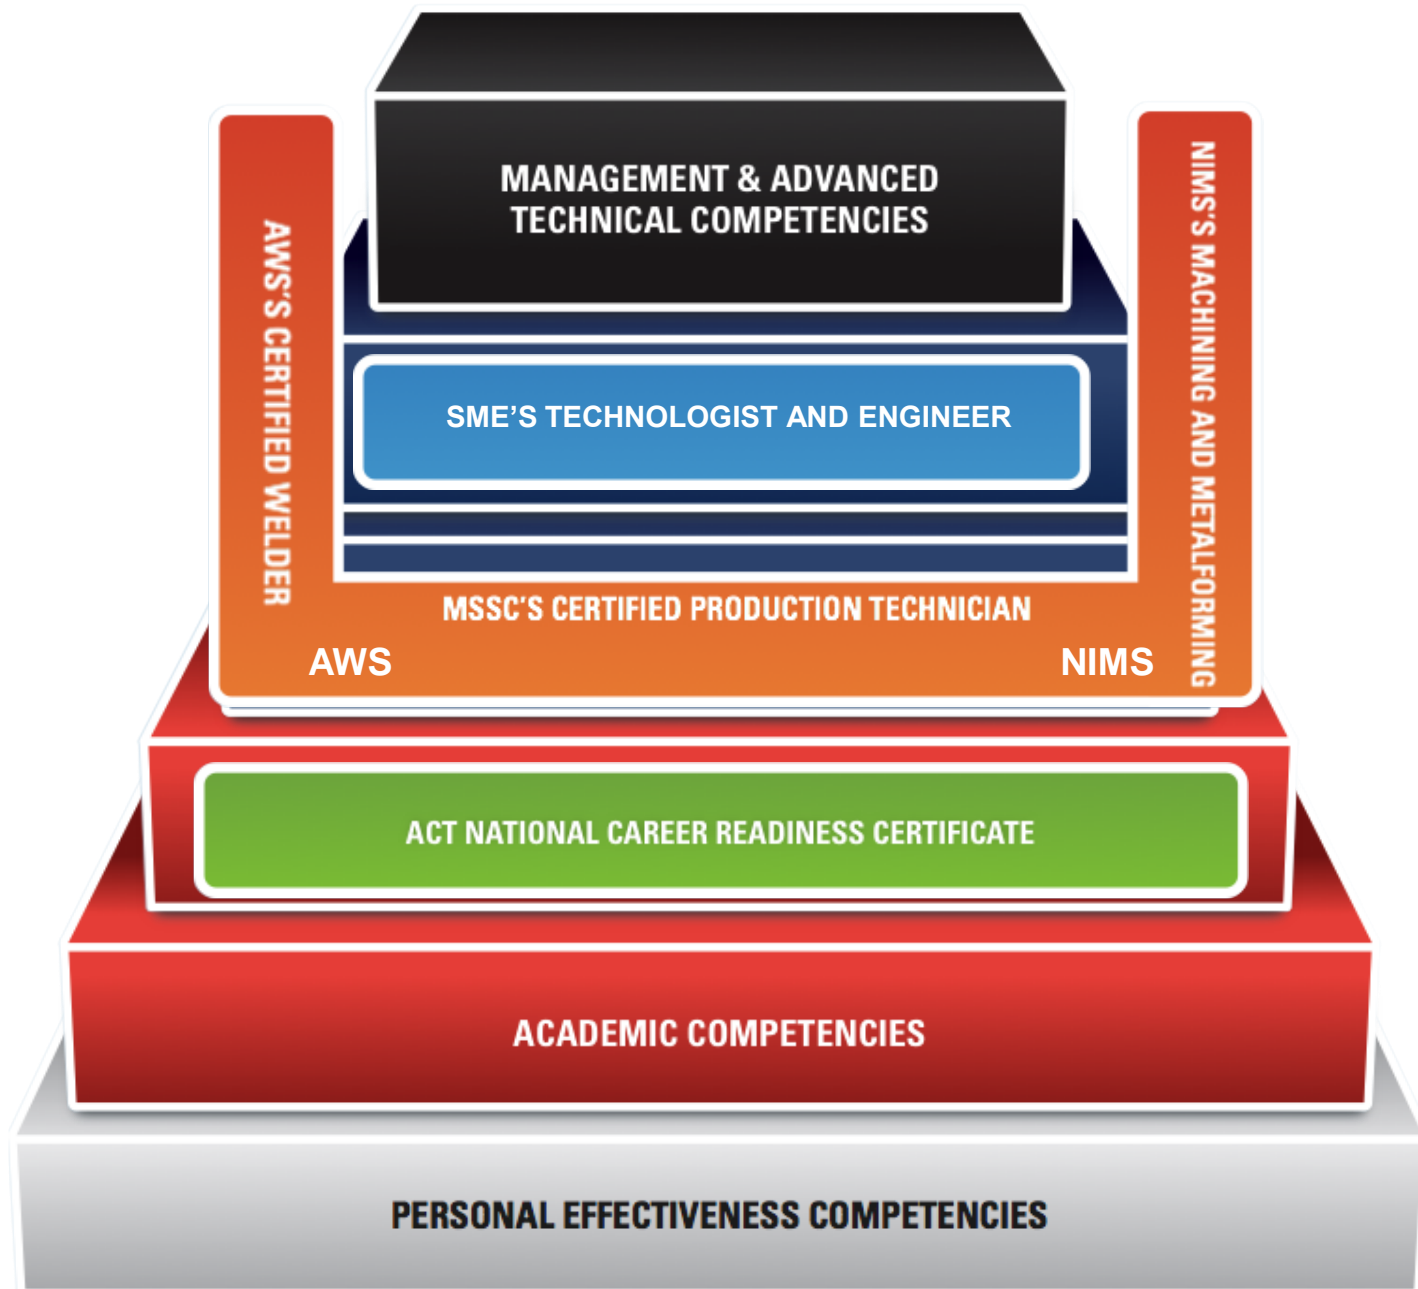 MANAGEMENT & ADVANCED
TECHNICAL COMPETENCIES
AWS'S CERTIFIED WELDER
NIMS'S MACHINING AND METALFORMING
SME’S TECHNOLOGIST AND ENGINEER
MSSC'S CERTIFIED PRODUCTION TECHNICIAN
AWS
NIMS
ACT NATIONAL CAREER READINESS CERTIFICATE
ACADEMIC COMPETENCIES
PERSONAL EFFECTIVENESS COMPETENCIES